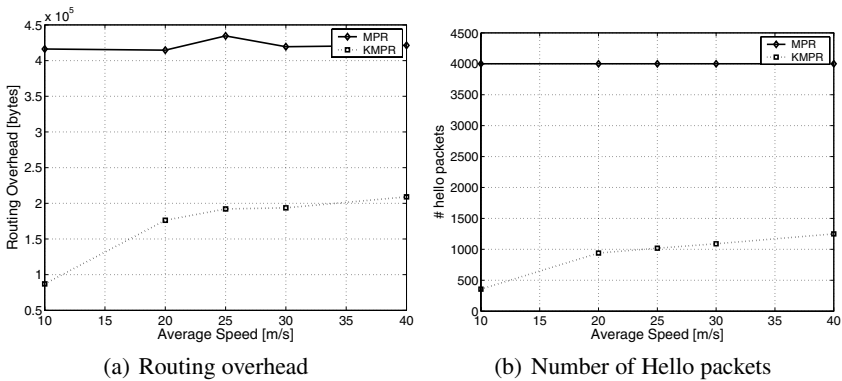 x 10^5
4.5
4
3.5
3
2.5
2
1.5
1
0.5
Routing Overhead [bytes]
10 15 20 25 30 35 40
Average Speed [m/s]
MPR
KMPR
(a) Routing overhead
4500
4000
3500
3000
2500
2000
1500
1000
500
0
# hello packets
10 15 20 25 30 35 40
Average Speed [m/s]
MPR
KMPR
(b) Number of Hello packets